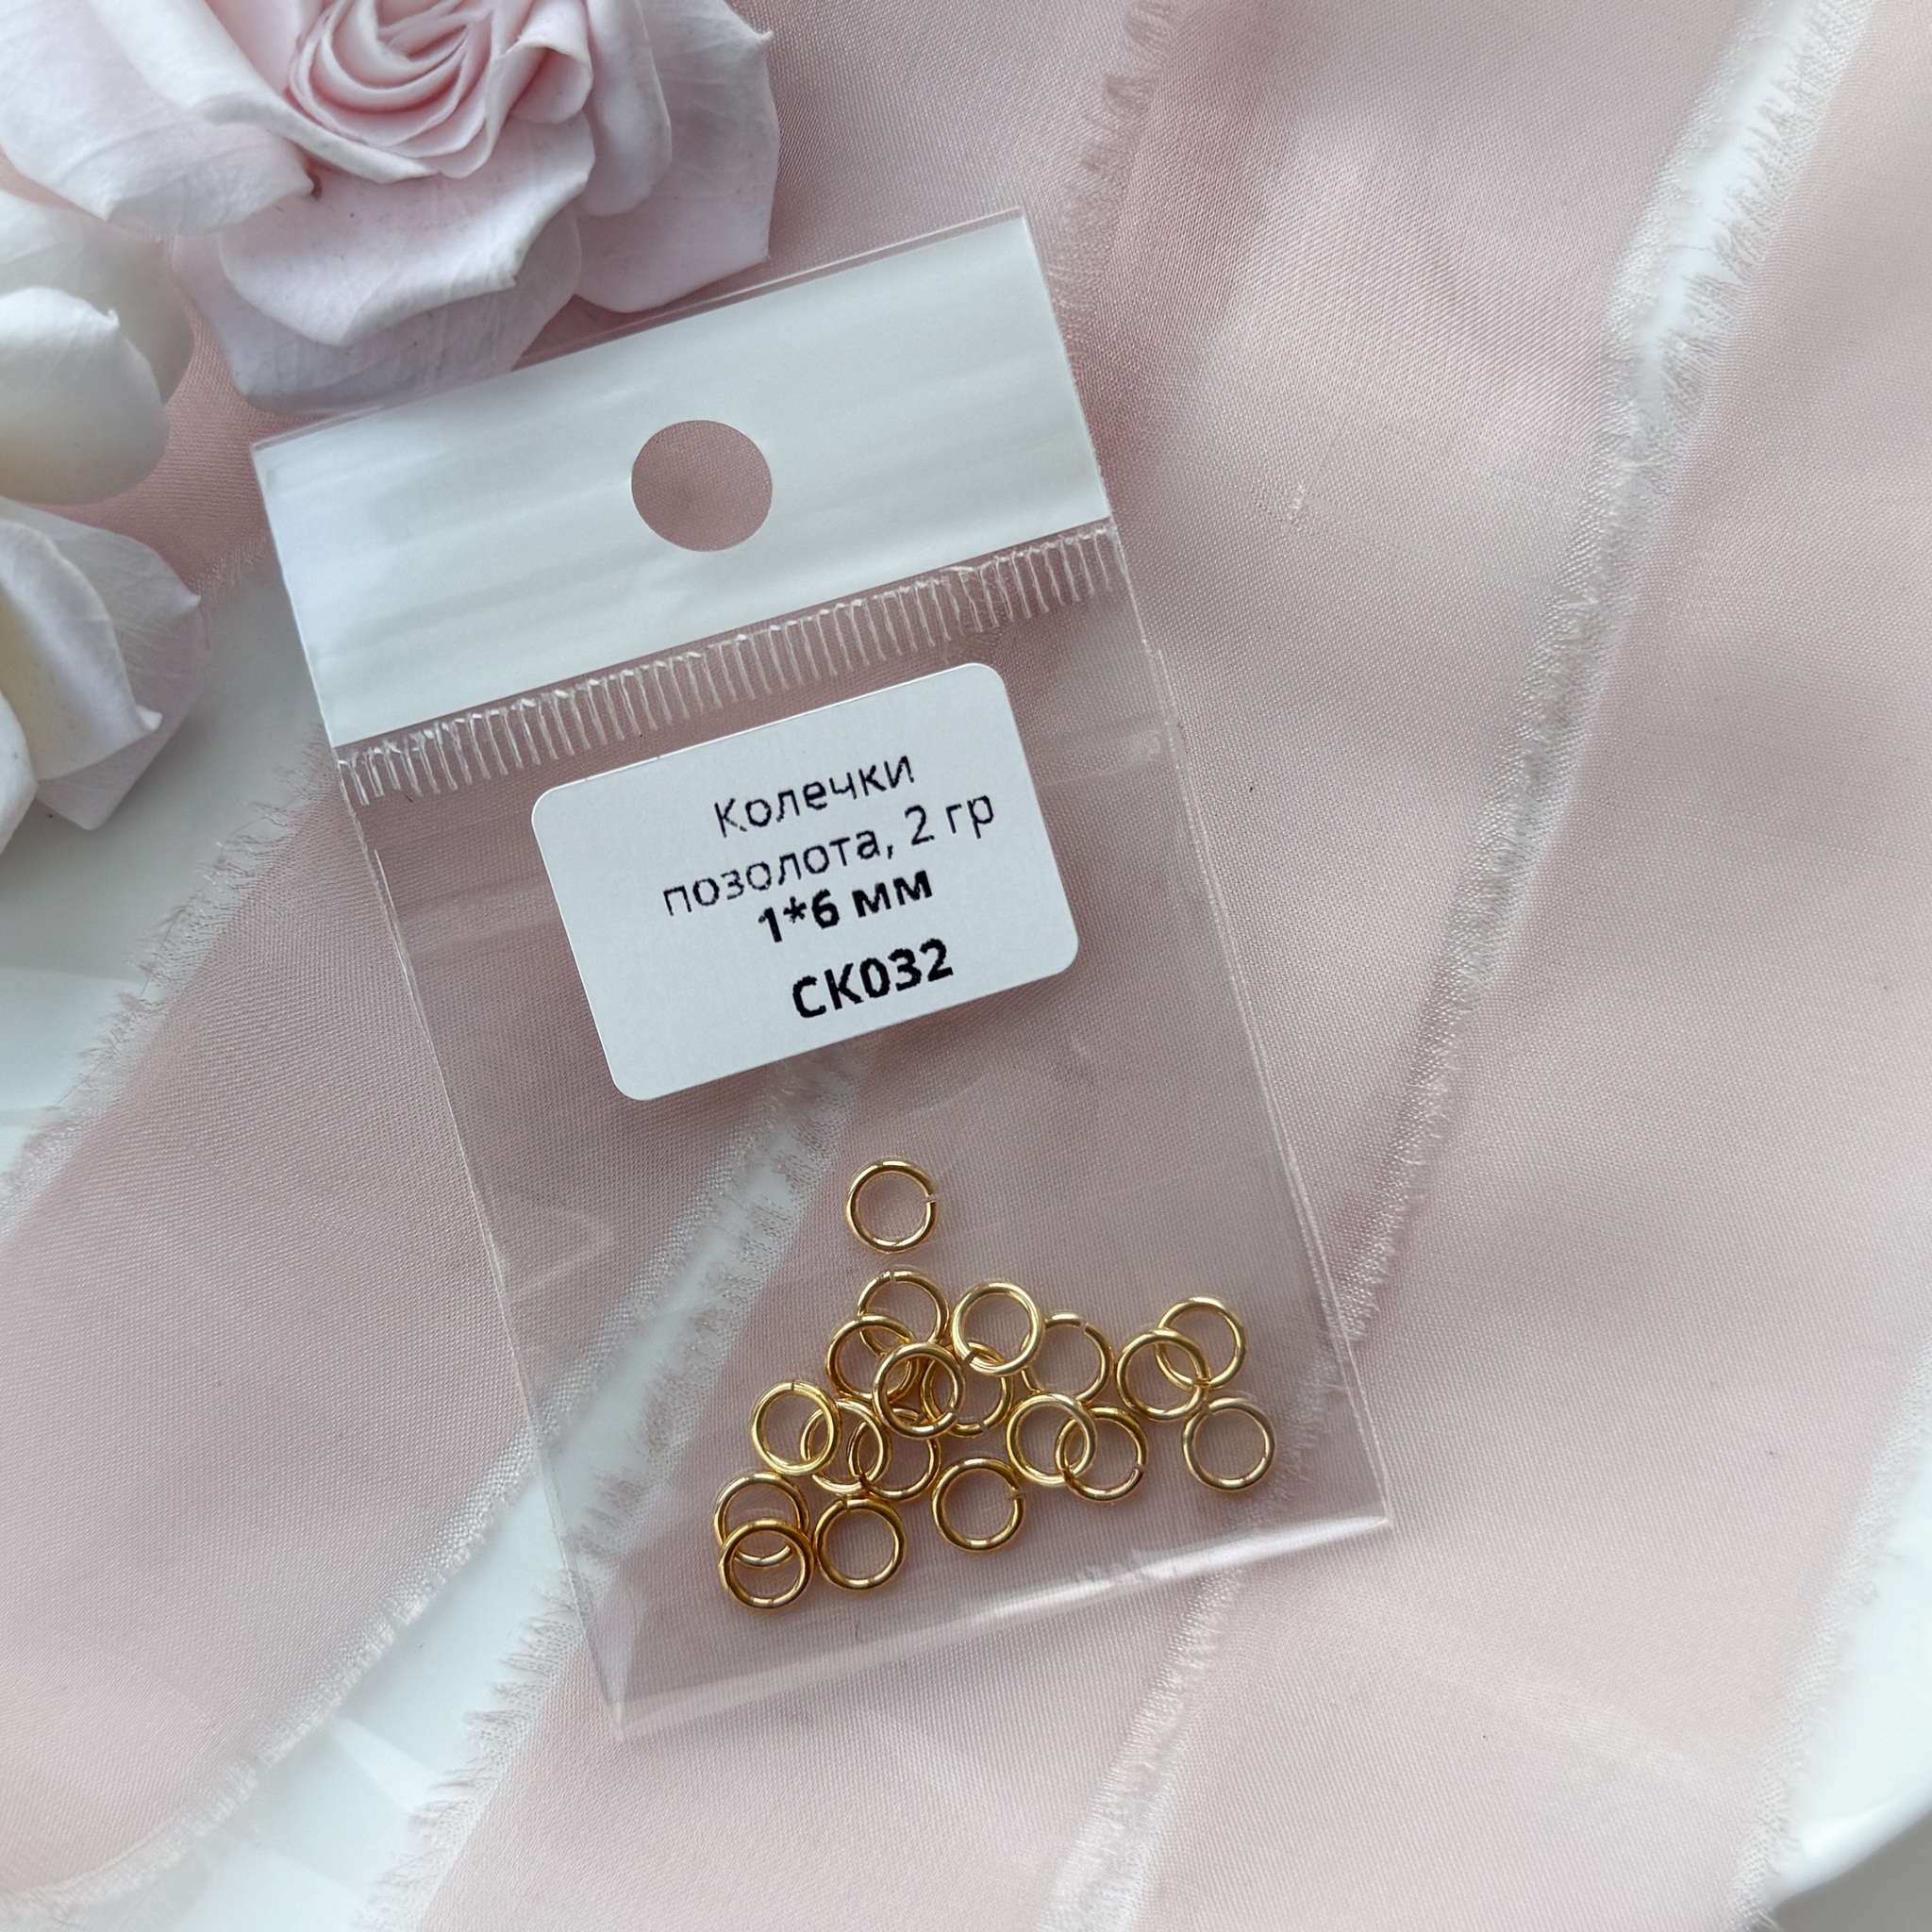 Колечки
позолота, 2 гр
1*6 мм
СК032